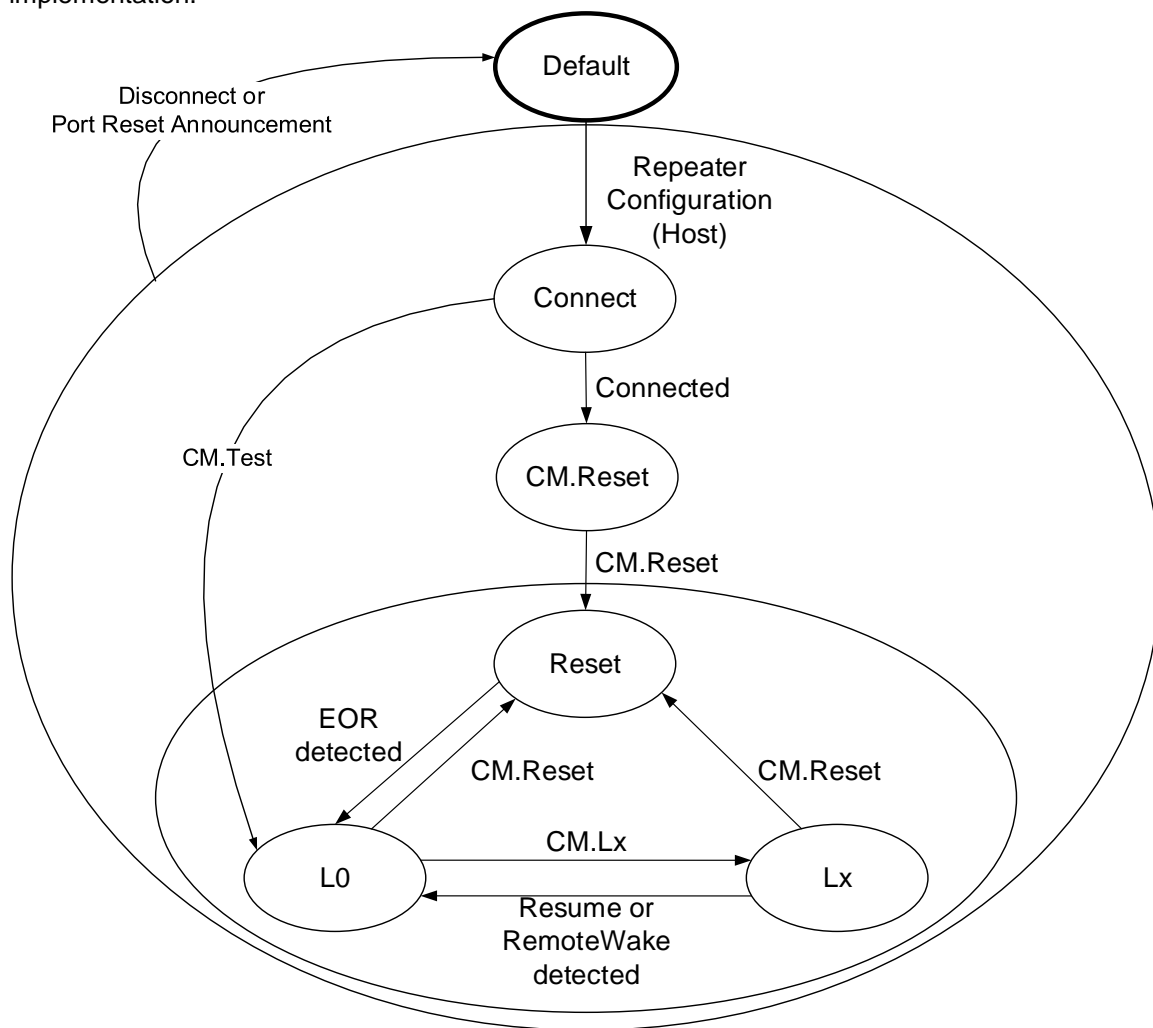 implementation.
Default
Disconnect or
Port Reset Announcement
Repeater
Configuration
(Host)
Connect
Connected
CM.Test
CM.Reset
CM.Reset
Reset
EOR
detected
CM.Reset
CM.Reset
CM.Lx
L0
Lx
Resume or
RemoteWake
detected